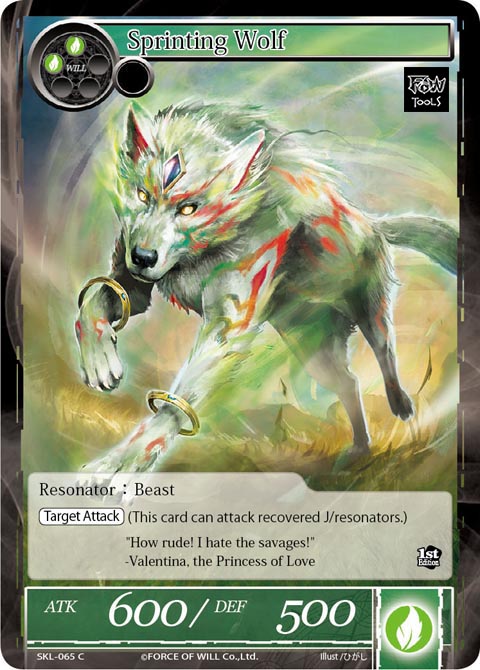 Sprinting Wolf
WILL
FOW
TOOLS
Resonator : Beast
Target Attack (This card can attack recovered J/resonators.)
"How rude! I hate the savages!"
-Valentina, the Princess of Love
1st
Edition
ATK 600 / DEF 500
SKL-065 C ©FORCE OF WILL Co.,Ltd. Illust/ひがし